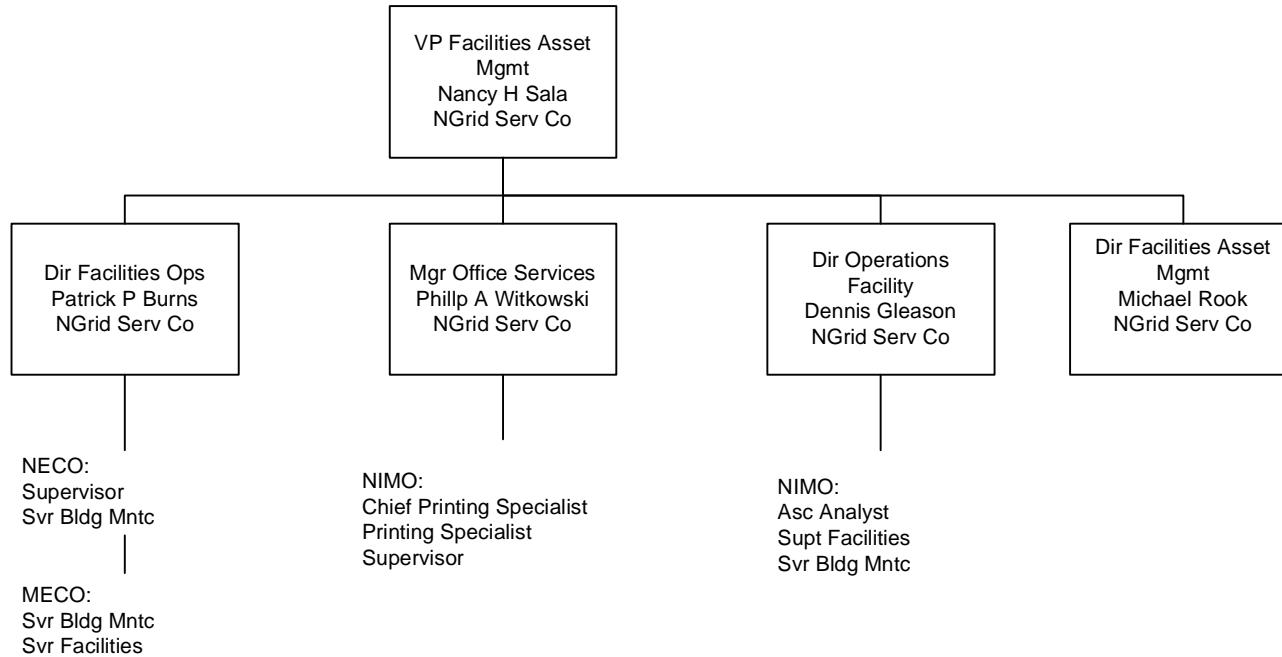 VP Facilities Asset
Mgmt
Nancy H Sala
NGrid Serv Co
Dir Facilities Ops
Patrick P Burns
NGrid Serv Co
Mgr Office Services
Phillp A Witkowski
NGrid Serv Co
Dir Operations
Facility
Dennis Gleason
NGrid Serv Co
Dir Facilities Asset
Mgmt
Michael Rook
NGrid Serv Co
NECO:
Supervisor
Svr Bldg Mntc
MECO:
Svr Bldg Mntc
Svr Facilities
NIMO:
Chief Printing Specialist
Printing Specialist
Supervisor
NIMO:
Asc Analyst
Supt Facilities
Svr Bldg Mntc